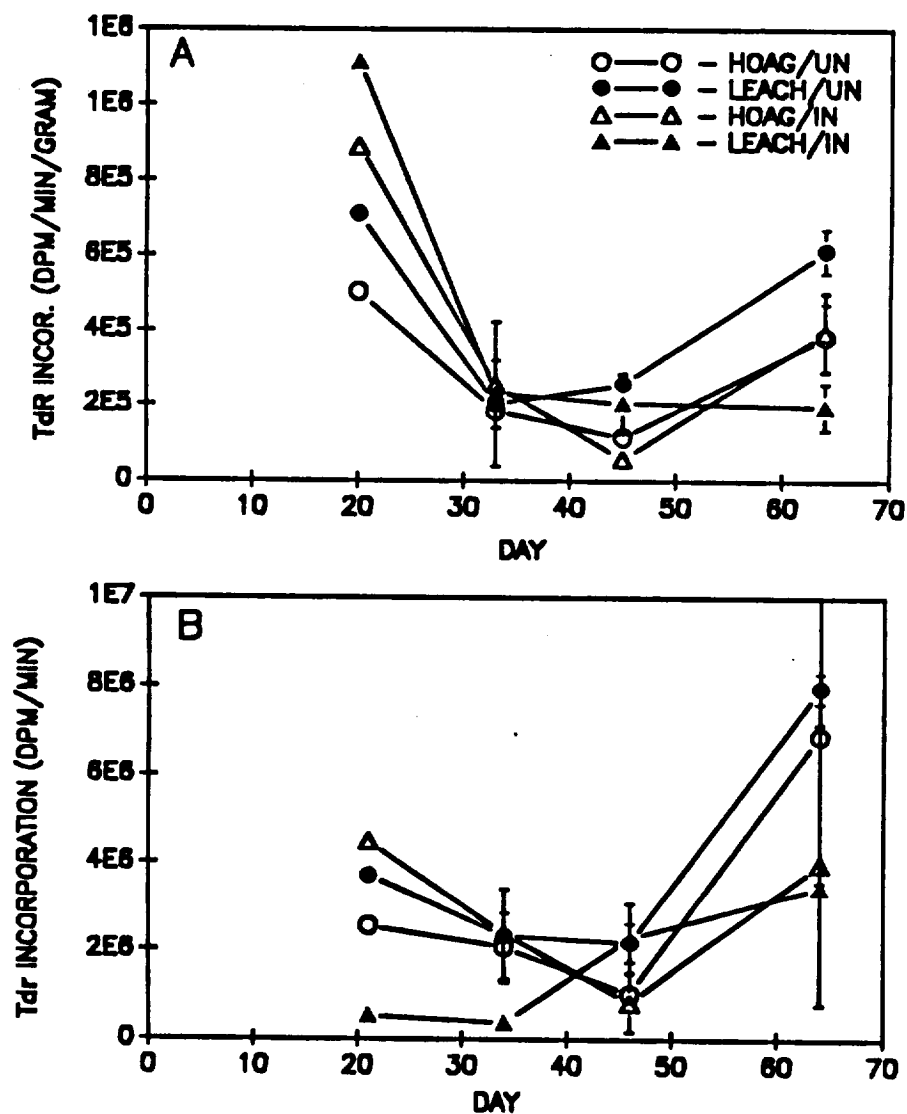 1E6
A
1E6
8E5
6E5
4E5
2E5
0
TdR INCOR. (DPM/MIN/GRAM)
HOAG/UN
LEACH/UN
HOAG/IN
LEACH/IN
0 10 20 30 40 50 60 70
DAY
1E7
B
8E6
6E6
4E6
2E6
0
Tdr INCORPORATION (DPM/MIN)
0 10 20 30 40 50 60 70
DAY